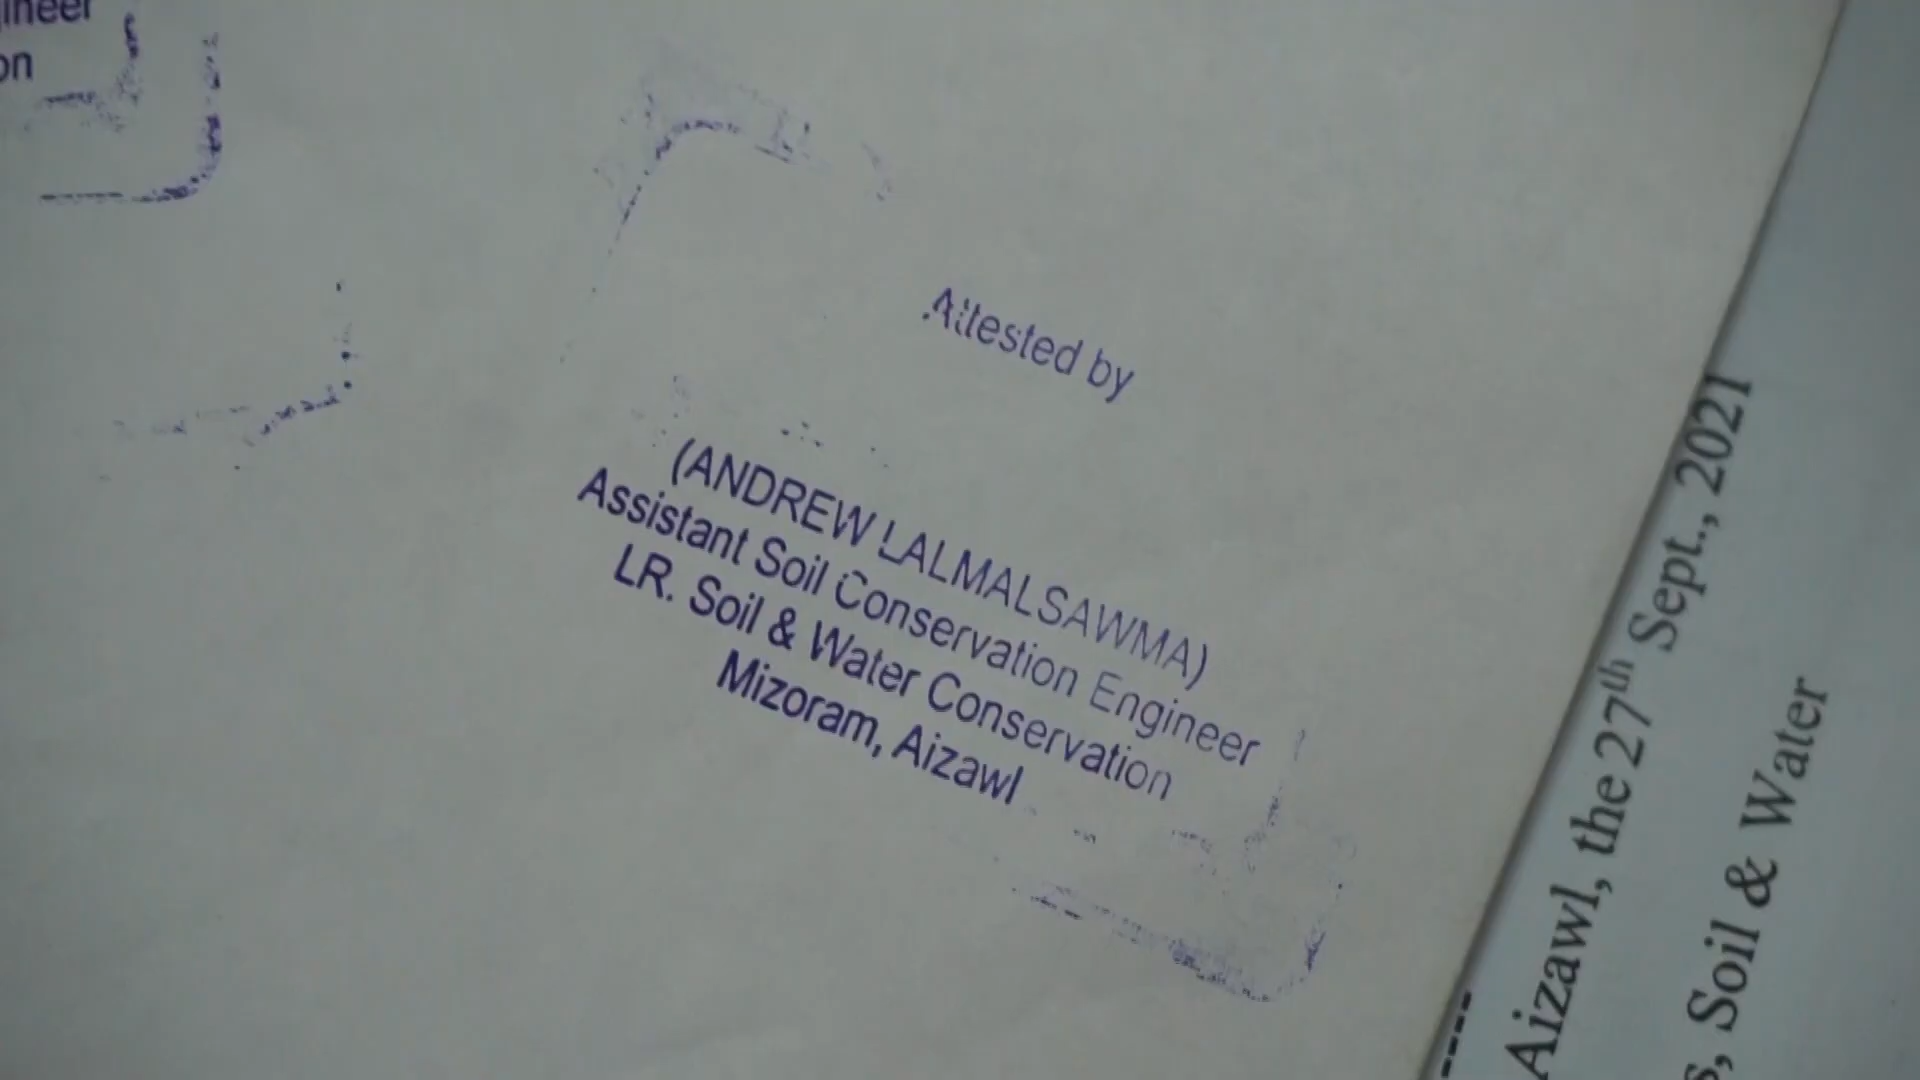 on
Attested by
(ANDREW LALMALSAWMA)
Assistant Soil Conservation Engineer
LR. Soil & Water Conservation
Mizoram, Aizawl
Aizawl, the 27th Sept., 2021
Soil & Water